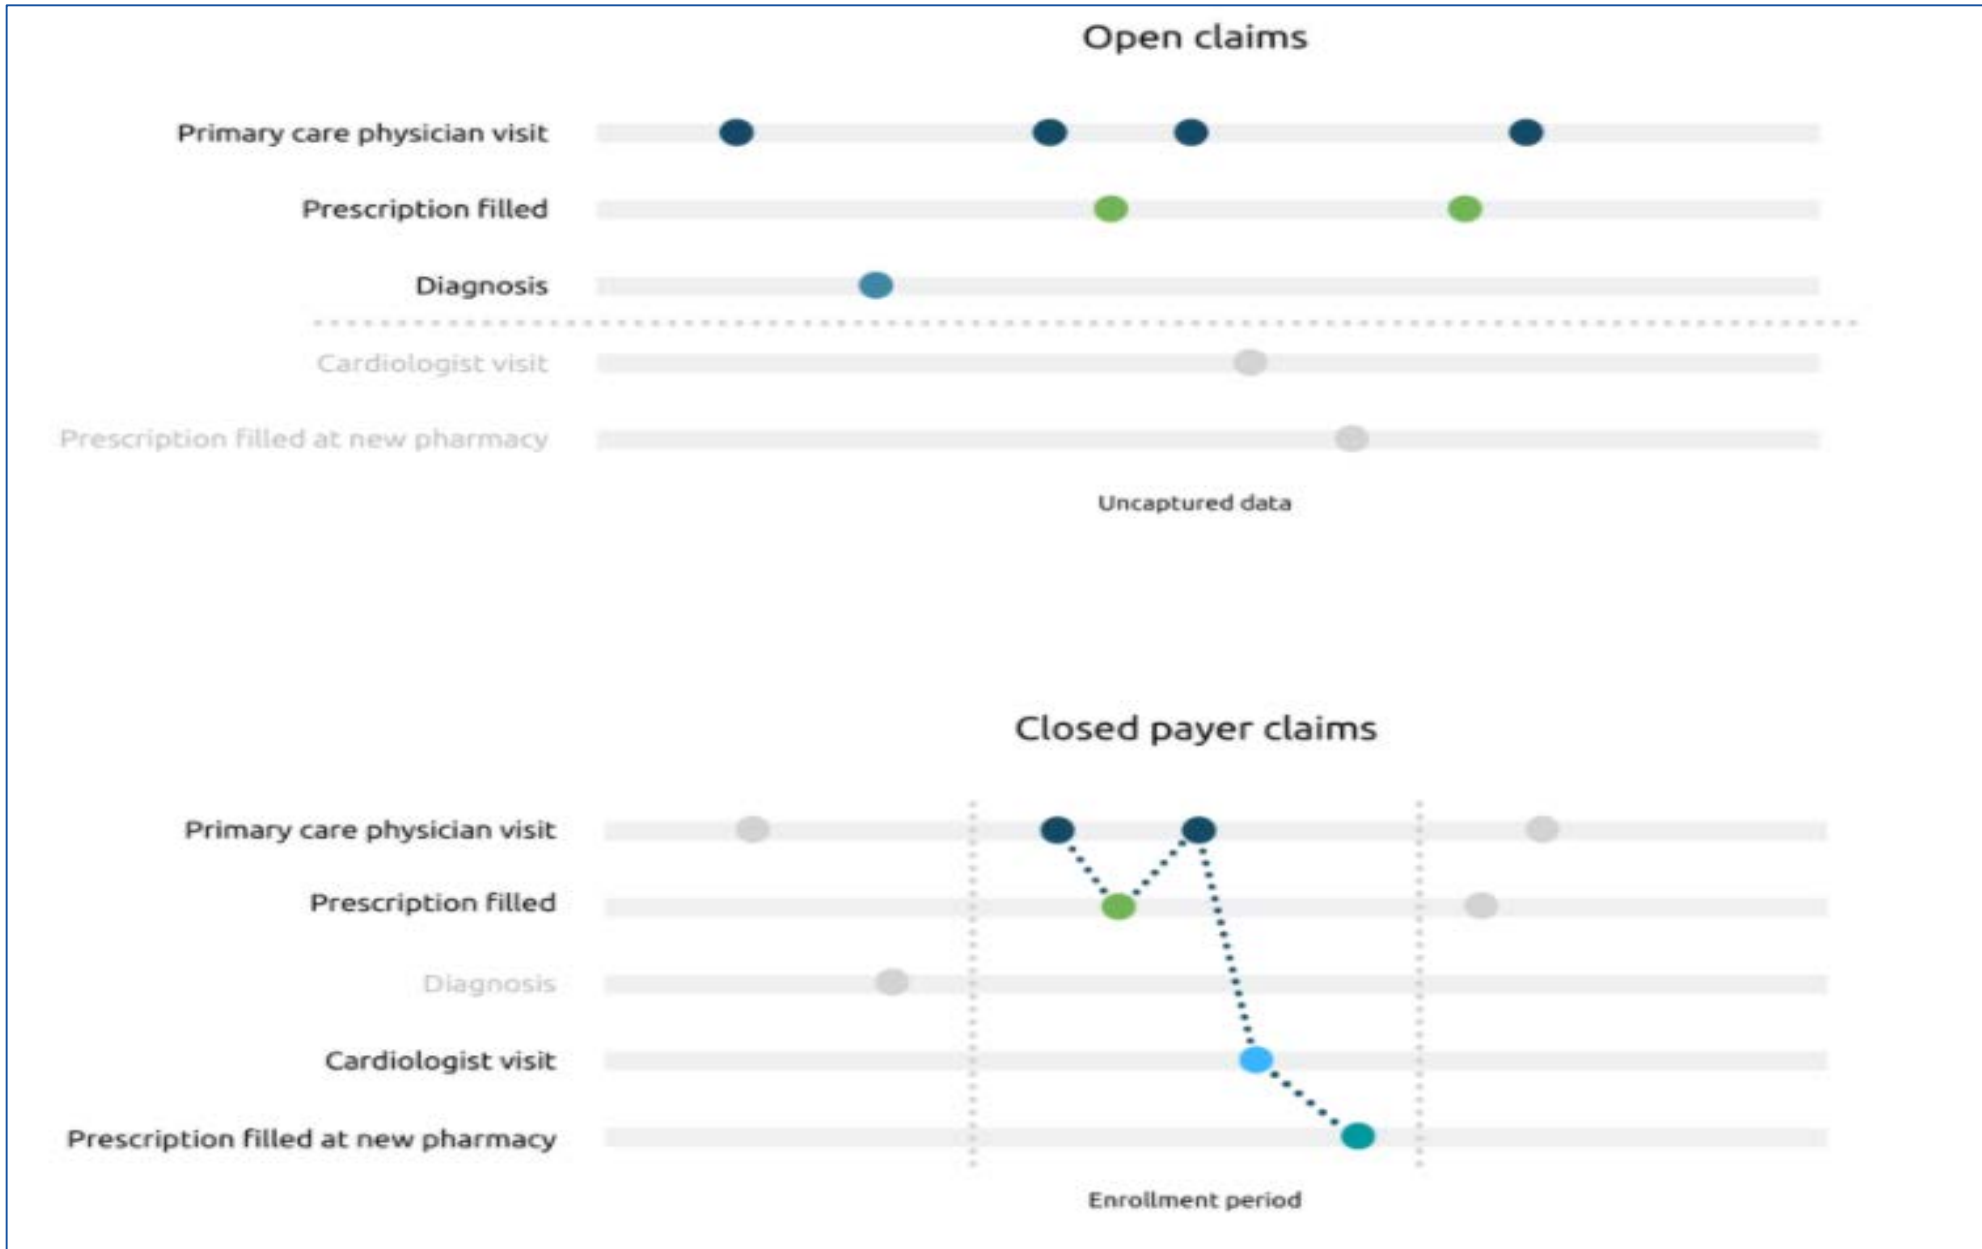 Open claims
Primary care physician visit
Prescription filled
Diagnosis
Cardiologist visit
Prescription filled at new pharmacy
Uncaptured data
Closed payer claims
Primary care physician visit
Prescription filled
Diagnosis
Cardiologist visit
Prescription filled at new pharmacy
Enrollment period